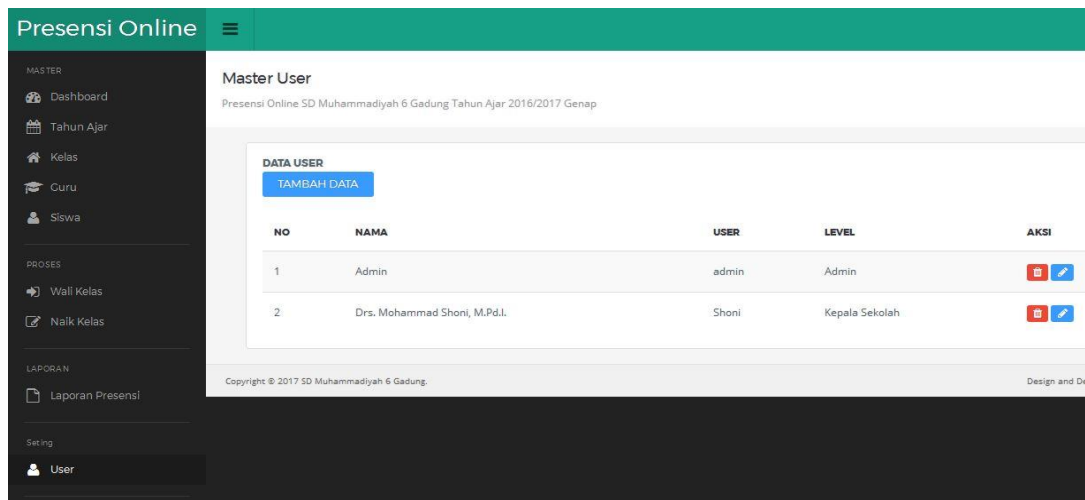 Presensi Online
MASTER
Dashboard
Tahun Ajar
Kelas
Guru
Siswa
PROSES
Wali Kelas
Naik Kelas
LAPORAN
Laporan Presensi
Seting
User
Master User
Presensi Online SD Muhammadiyah 6 Gadung Tahun Ajar 2016/2017 Genap
DATA USER
TAMBAH DATA
NO NAMA USER LEVEL AKSI
1 Admin admin Admin
2 Drs. Mohammad Shoni, M.Pd.I. Shoni Kepala Sekolah
Copyright © 2017 SD Muhammadiyah 6 Gadung. Design and De